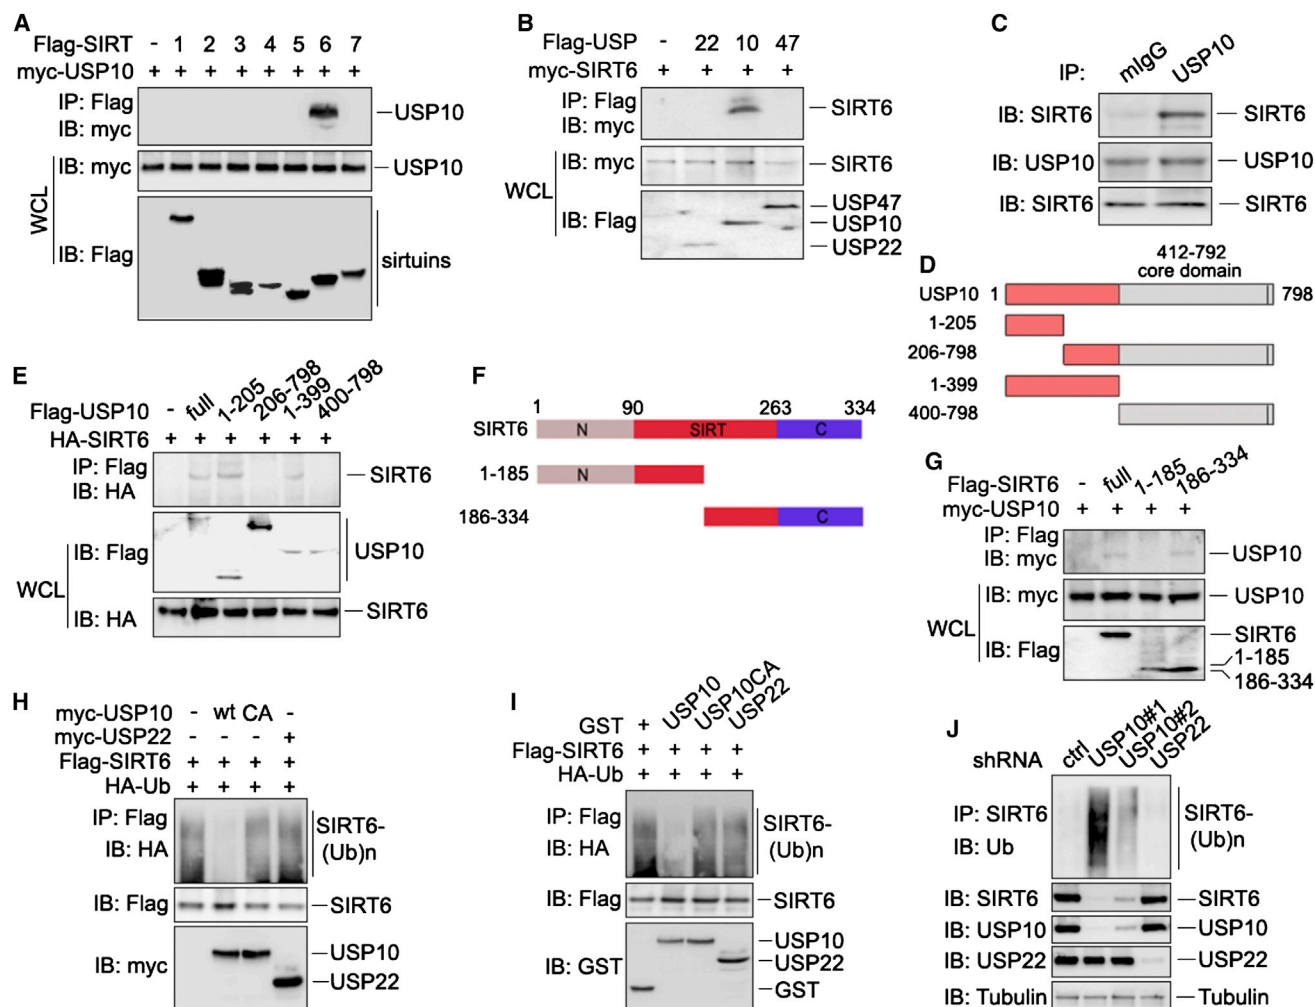 A
Flag-SIRT - 1 2 3 4 5 6 7
myc-USP10 + + + + + + + +
IP: Flag
IB: myc
USP10
WCL
IB: myc
USP10
IB: Flag
sirtuins
B
Flag-USP - 22 10 47
myc-SIRT6 + + + +
IP: Flag
IB: myc
SIRT6
WCL
IB: myc
SIRT6
IB: Flag
USP47
USP10
USP22
C
IP: mIgG USP10
IB: SIRT6
SIRT6
IB: USP10
USP10
IB: SIRT6
SIRT6
D
412-792
core domain
USP10 1 798
1-205
206-798
1-399
400-798
E
Flag-USP10 - full 1-205 206-798 1-399 400-798
HA-SIRT6 + + + + + +
IP: Flag
IB: HA
SIRT6
WCL
IB: Flag
USP10
IB: HA
SIRT6
F
1 90 263 334
SIRT6 N SIRT C
1-185 N
186-334 C
G
Flag-SIRT6 - full 1-185 186-334
myc-USP10 + + + +
IP: Flag
IB: myc
USP10
WCL
IB: myc
USP10
IB: Flag
SIRT6
1-185
186-334
H
myc-USP10 - wt CA -
myc-USP22 - - - +
Flag-SIRT6 + + + +
HA-Ub + + + +
IP: Flag
IB: HA
SIRT6-
(Ub)n
IB: Flag
SIRT6
IB: myc
USP10
USP22
I
GST + USP10 USP10CA USP22
Flag-SIRT6 + + + +
HA-Ub + + + +
IP: Flag
IB: HA
SIRT6-
(Ub)n
IB: Flag
SIRT6
IB: GST
USP10
USP22
GST
J
shRNA ctrl USP10#1 USP10#2 USP22
IP: SIRT6
IB: Ub
SIRT6-
(Ub)n
IB: SIRT6
SIRT6
IB: USP10
USP10
IB: USP22
USP22
IB: Tubulin
Tubulin